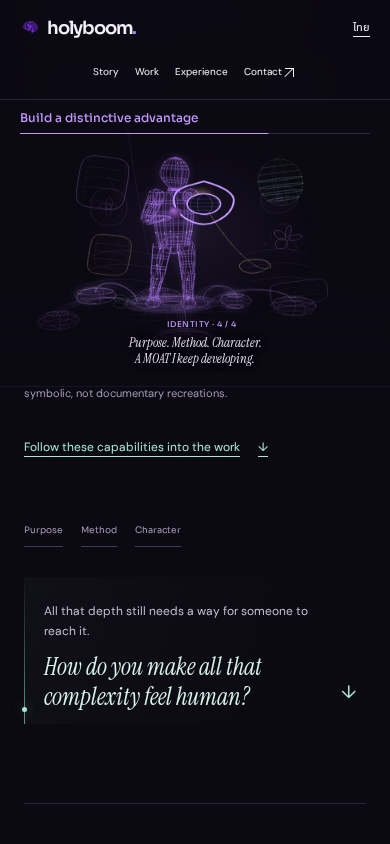 holyboom.
ไทย
Story Work Experience Contact
Build a distinctive advantage
IDENTITY · 4 / 4
Purpose. Method. Character.
A MOAT I keep developing.
symbolic, not documentary recreations.
Follow these capabilities into the work
Purpose Method Character
All that depth still needs a way for someone to
reach it.
How do you make all that
complexity feel human?